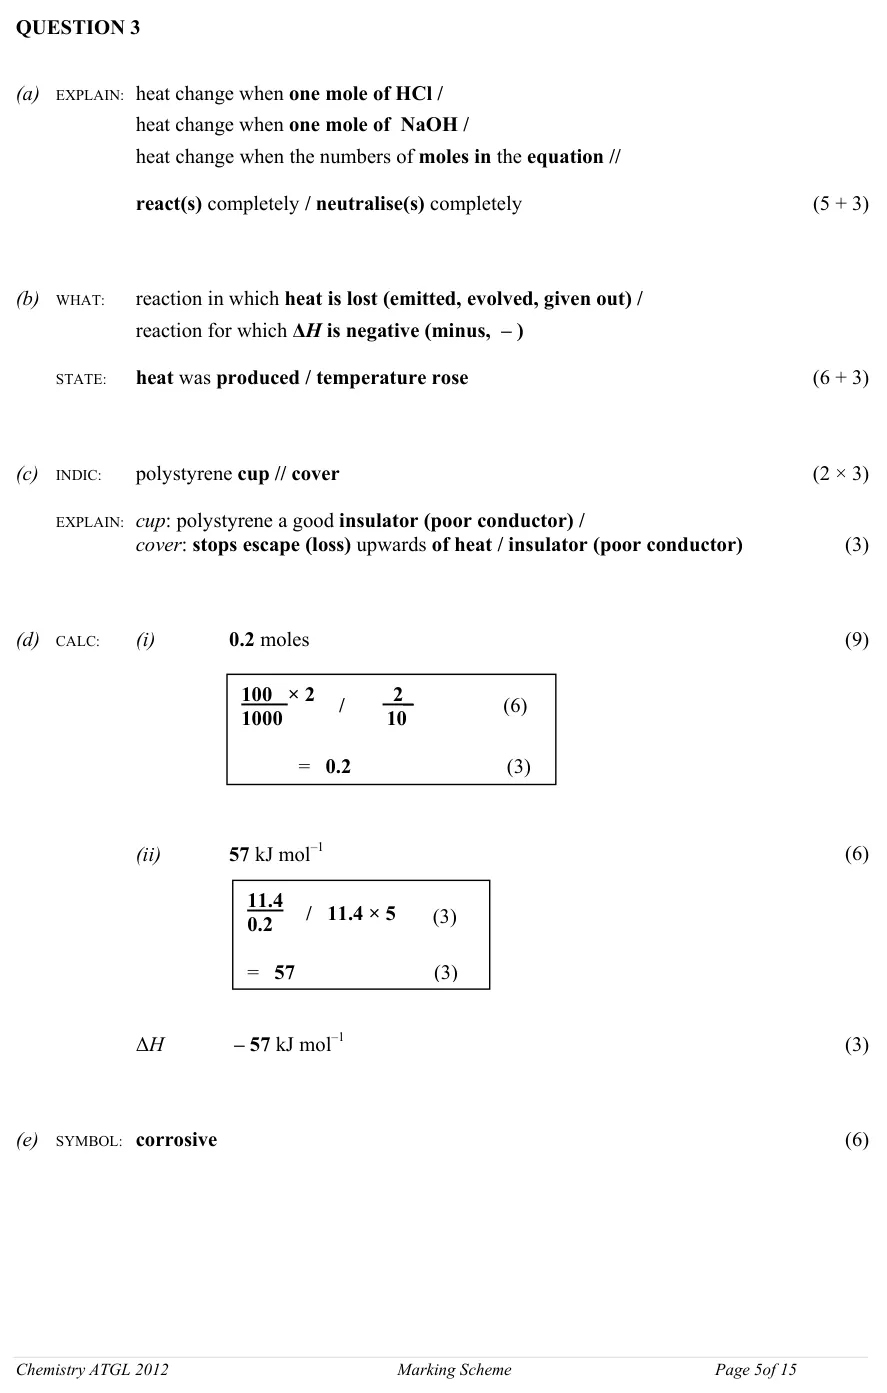 QUESTION 3
(a) EXPLAIN: heat change when one mole of HCl /
heat change when one mole of NaOH /
heat change when the numbers of moles in the equation //
react(s) completely / neutralise(s) completely (5 + 3)
(b) WHAT: reaction in which heat is lost (emitted, evolved, given out) /
reaction for which ΔH is negative (minus, – )
STATE: heat was produced / temperature rose (6 + 3)
(c) INDIC: polystyrene cup // cover (2 × 3)
EXPLAIN: cup: polystyrene a good insulator (poor conductor) /
cover: stops escape (loss) upwards of heat / insulator (poor conductor) (3)
(d) CALC: (i) 0.2 moles (9)
100 × 2 / 2 (6)
1000 10
= 0.2 (3)
(ii) 57 kJ mol⁻¹ (6)
11.4 / 11.4 × 5 (3)
0.2
= 57 (3)
ΔH – 57 kJ mol⁻¹ (3)
(e) SYMBOL: corrosive (6)
Chemistry ATGL 2012 Marking Scheme Page 5of 15